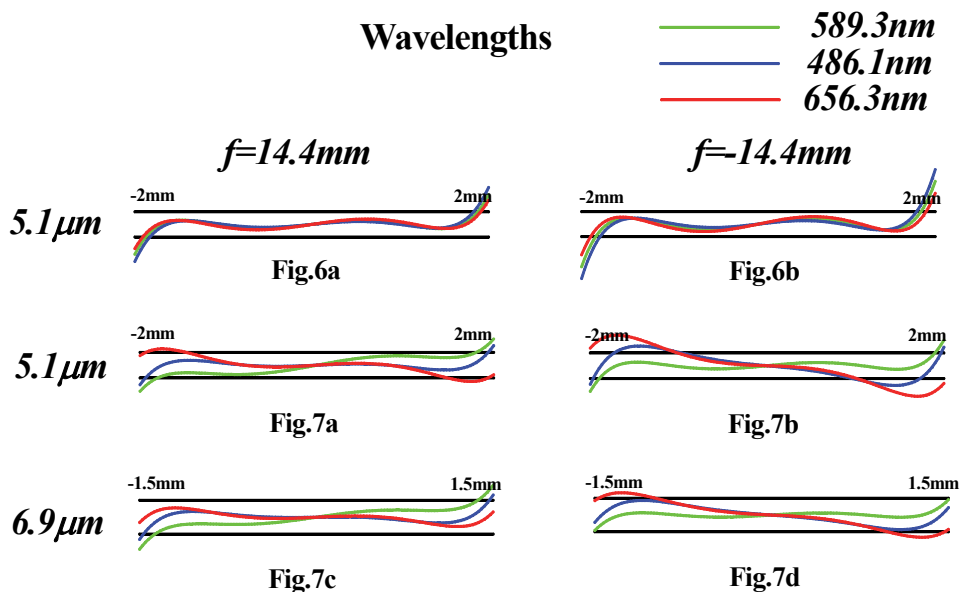 Wavelengths
589.3nm
486.1nm
656.3nm
f=14.4mm
f=-14.4mm
5.1μm
-2mm
2mm
-2mm
2mm
Fig.6a
Fig.6b
5.1μm
-2mm
2mm
-2mm
2mm
Fig.7a
Fig.7b
6.9μm
-1.5mm
1.5mm
-1.5mm
1.5mm
Fig.7c
Fig.7d